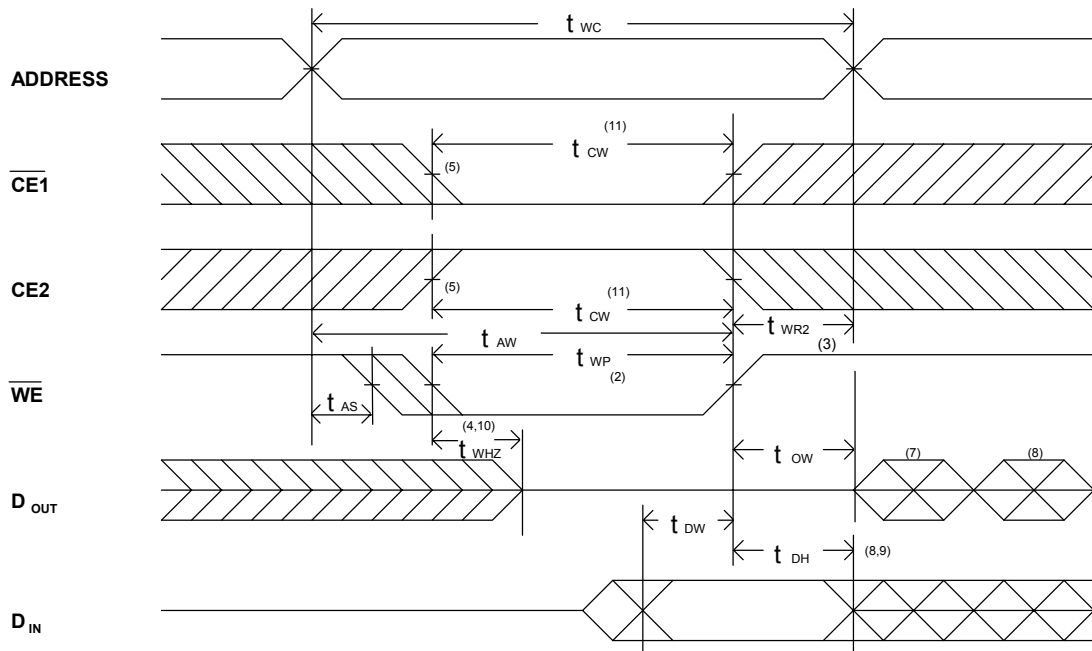 t WC
ADDRESS
(11)
t CW
CE1
(5)
CE2
(5)
(11)
t CW
t WR2
t AW
t WP
(3)
(2)
WE
t AS
(4,10)
t WHZ
t OW
(7)
(8)
D OUT
t DW
t DH
(8,9)
D IN